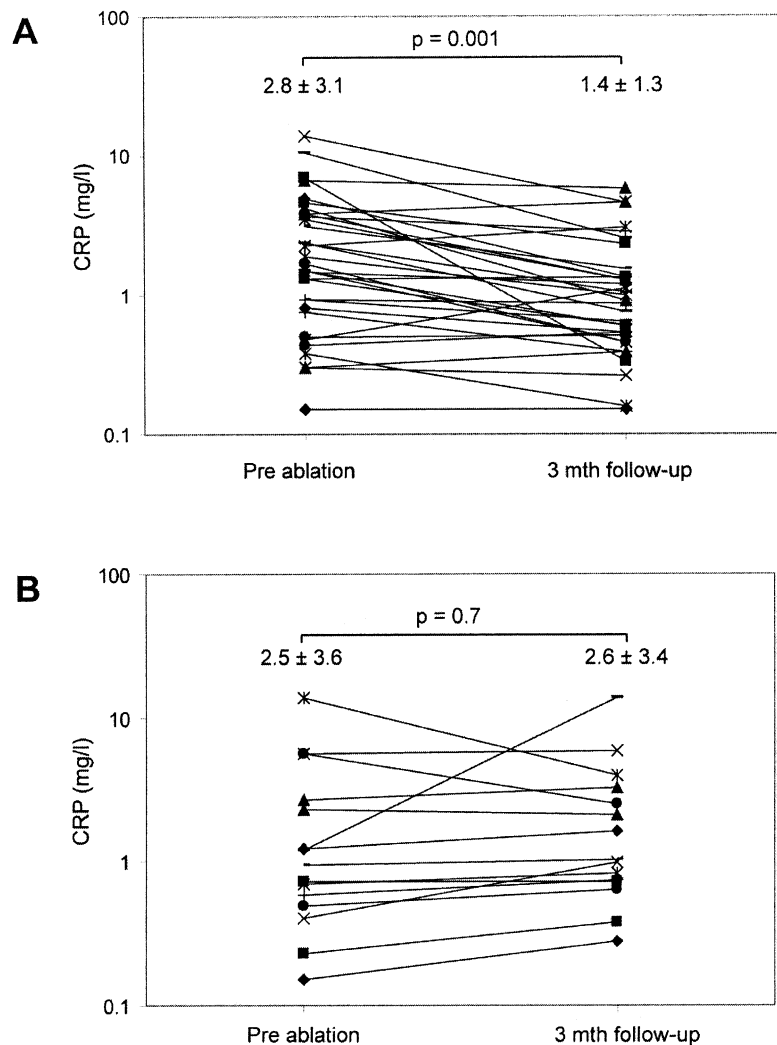 A
100
p = 0.001
2.8 ± 3.1 1.4 ± 1.3
10
CRP (mg/l)
1
0.1
Pre ablation 3 mth follow-up
B
100
p = 0.7
2.5 ± 3.6 2.6 ± 3.4
10
CRP (mg/l)
1
0.1
Pre ablation 3 mth follow-up